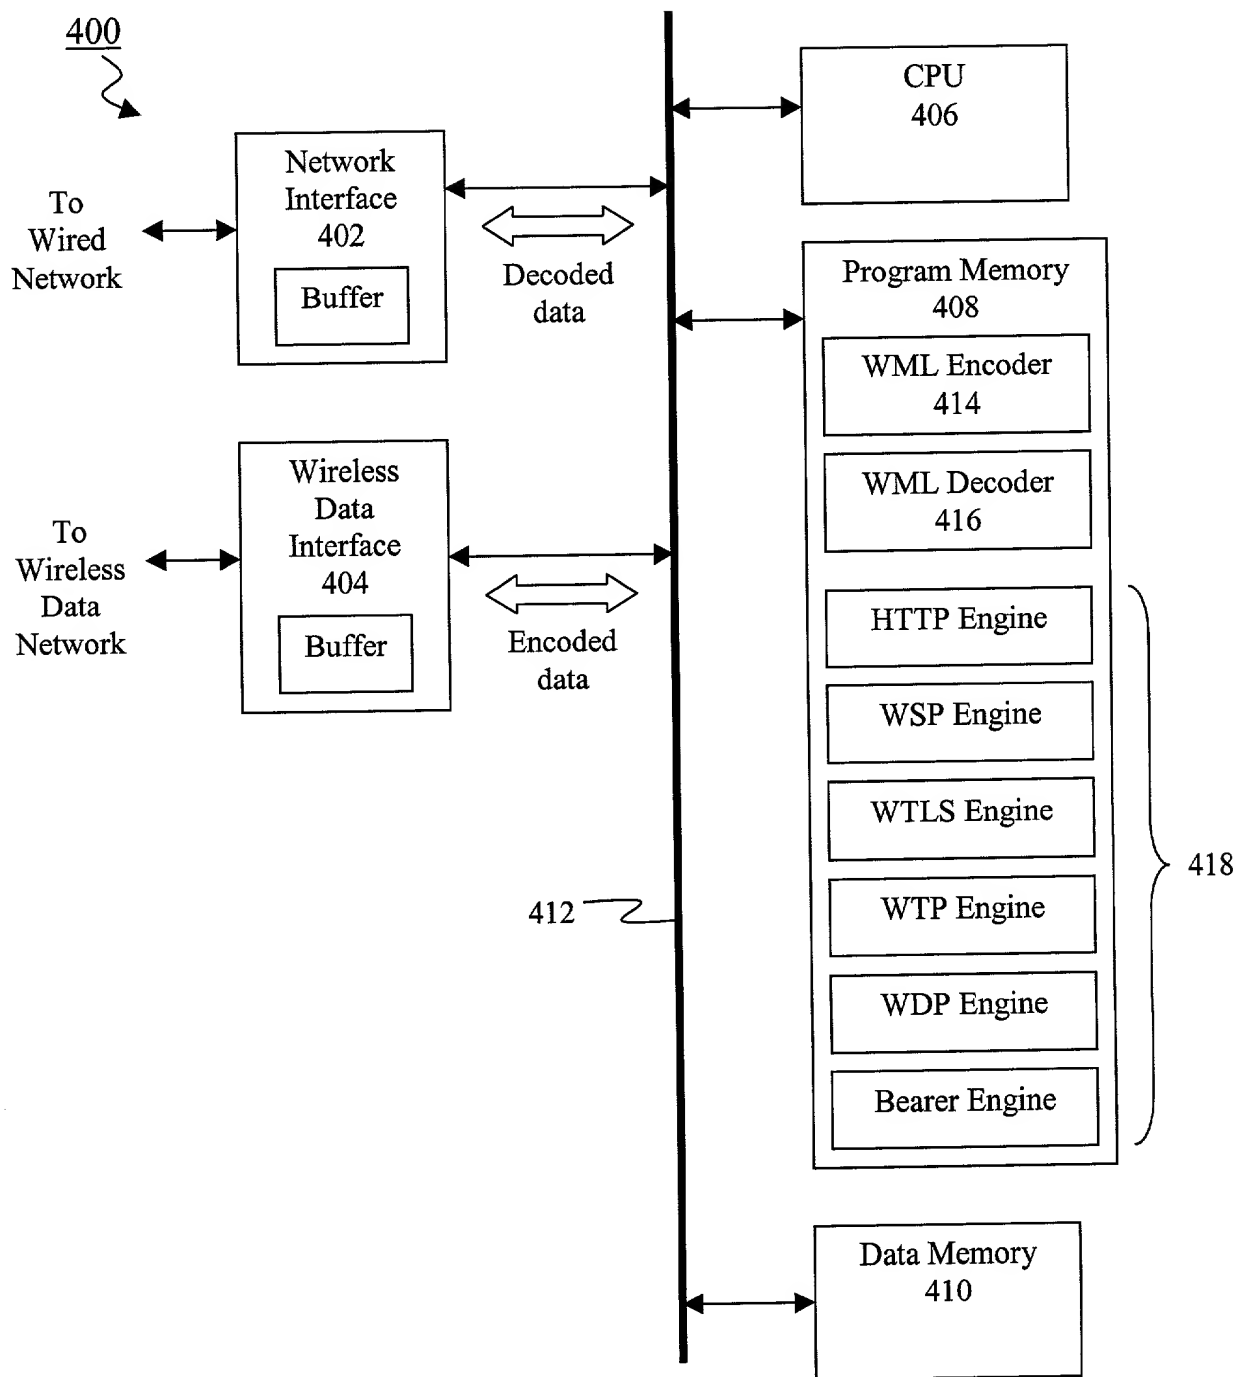 400
To
Wired
Network
Network
Interface
402
Buffer
Decoded
data
To
Wireless
Data
Network
Wireless
Data
Interface
404
Buffer
Encoded
data
412
CPU
406
Program Memory
408
WML Encoder
414
WML Decoder
416
HTTP Engine
WSP Engine
WTLS Engine
WTP Engine
WDP Engine
Bearer Engine
418
Data Memory
410